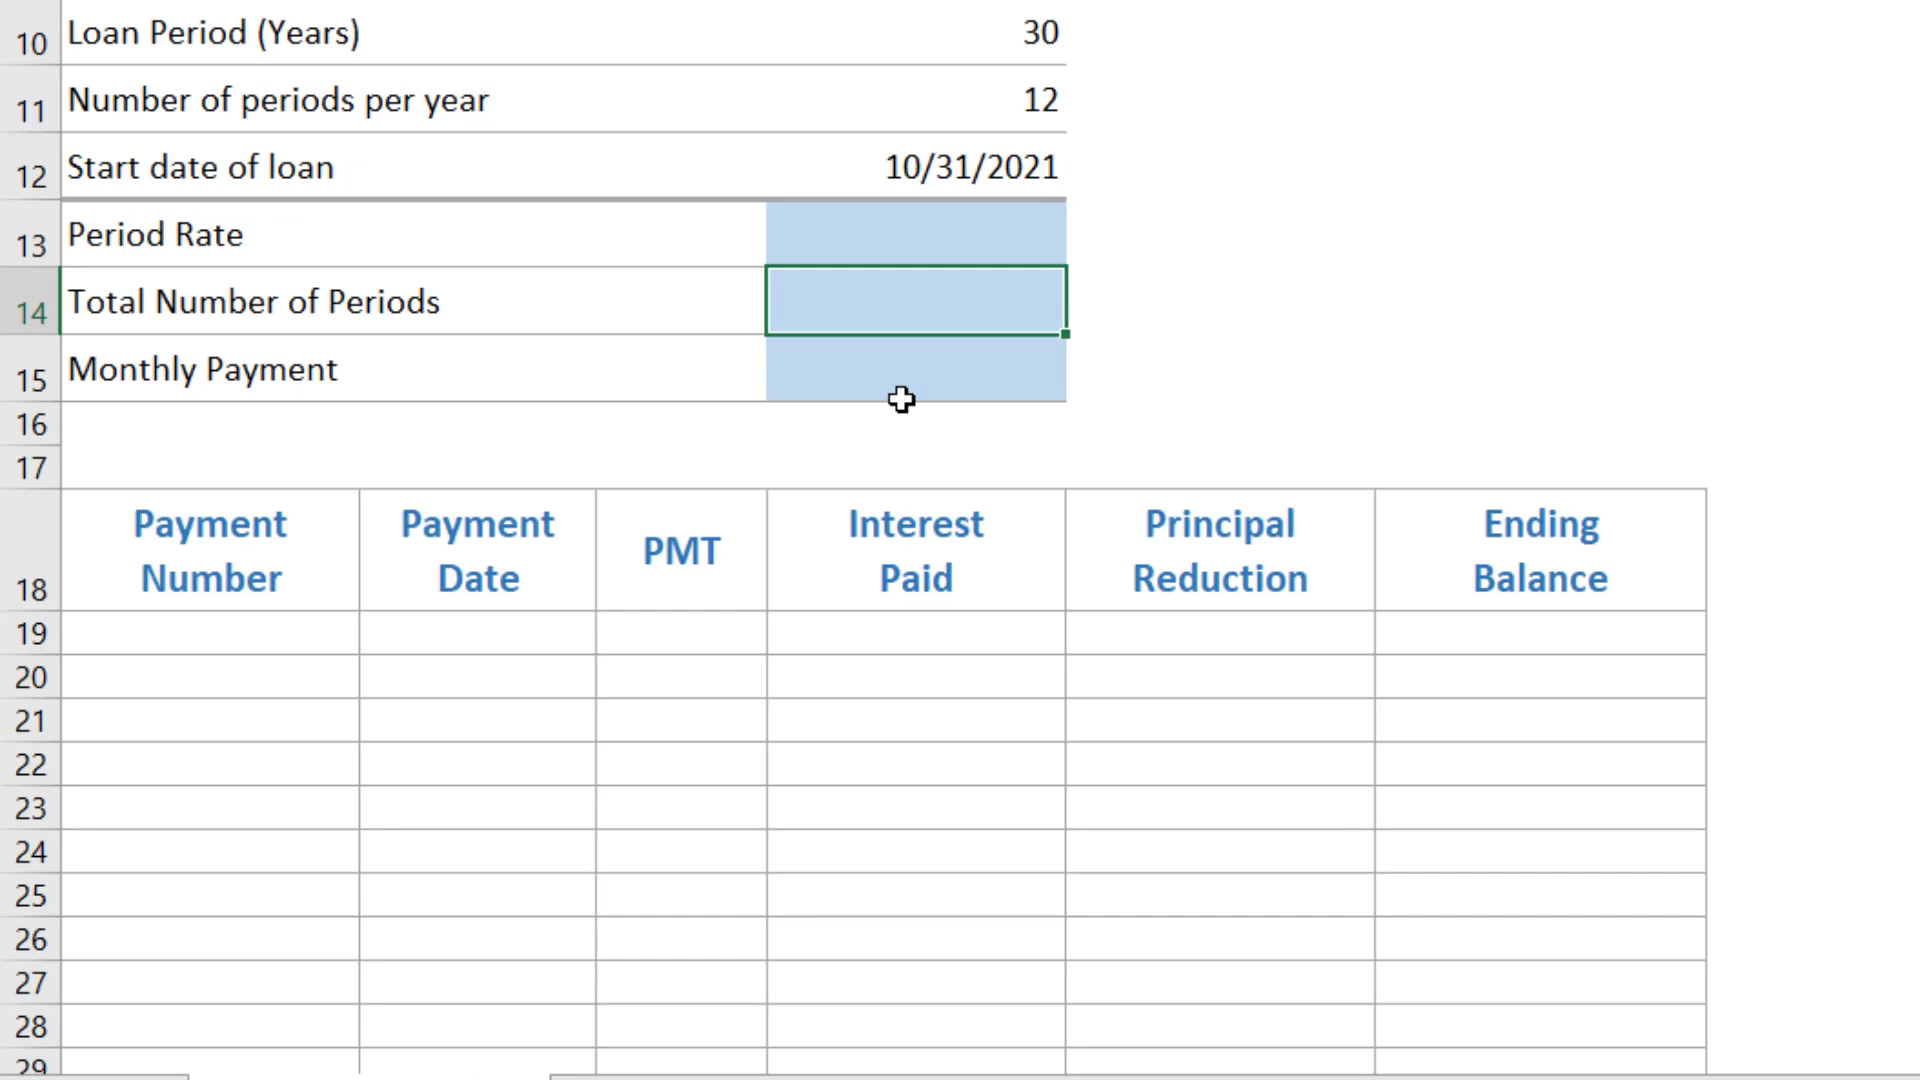 10 Loan Period (Years) 30
11 Number of periods per year 12
12 Start date of loan 10/31/2021
13 Period Rate
14 Total Number of Periods
15 Monthly Payment
16
17
18 Payment Number Payment Date PMT Interest Paid Principal Reduction Ending Balance
19
20
21
22
23
24
25
26
27
28
29